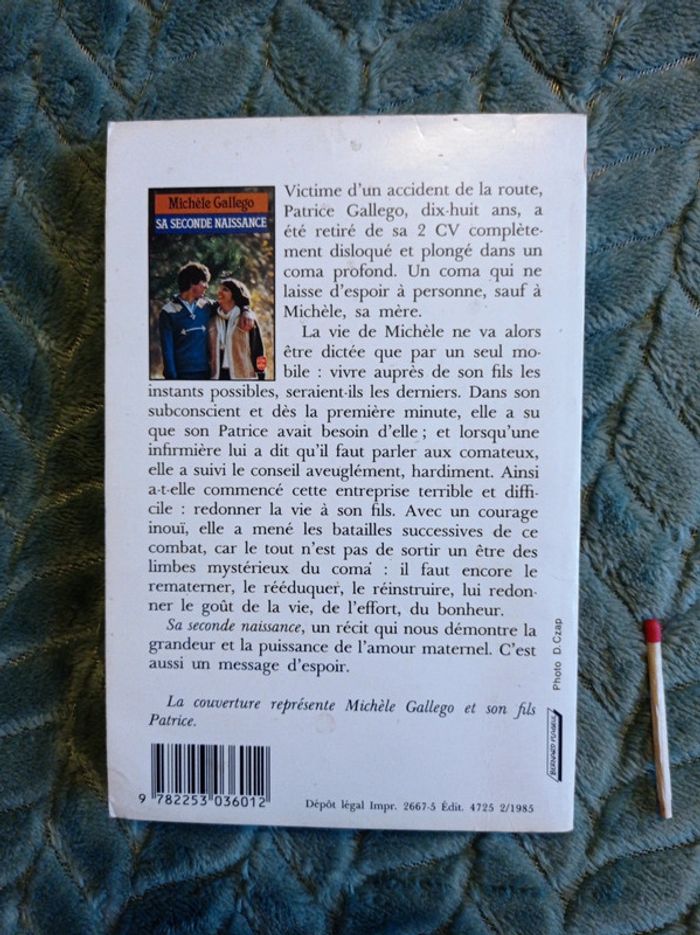 Michèle Gallego
SA SECONDE NAISSANCE
Victime d'un accident de la route,
Patrice Gallego, dix-huit ans, a
été retiré de sa 2 CV complète-
ment disloqué et plongé dans un
coma profond. Un coma qui ne
laisse d'espoir à personne, sauf à
Michèle, sa mère.
La vie de Michèle ne va alors
être dictée que par un seul mo-
bile : vivre auprès de son fils les
instants possibles, seraient-ils les derniers. Dans son
subconscient et dès la première minute, elle a su
que son Patrice avait besoin d'elle ; et lorsqu'une
infirmière lui a dit qu'il faut parler aux comateux,
elle a suivi le conseil aveuglément, hardiment. Ainsi
a-t-elle commencé cette entreprise terrible et diffi-
cile : redonner la vie à son fils. Avec un courage
inouï, elle a mené les batailles successives de ce
combat, car le tout n'est pas de sortir un être des
limbes mystérieux du coma : il faut encore le
rematerner, le rééduquer, le réinstruire, lui redon-
ner le goût de la vie, de l'effort, du bonheur.
Sa seconde naissance, un récit qui nous démontre la
grandeur et la puissance de l'amour maternel. C'est
aussi un message d'espoir.
La couverture représente Michèle Gallego et son fils
Patrice.
Photo D. Czap
9 782253 036012
Dépôt légal Impr. 2667-5 Édit. 4725 2/1985